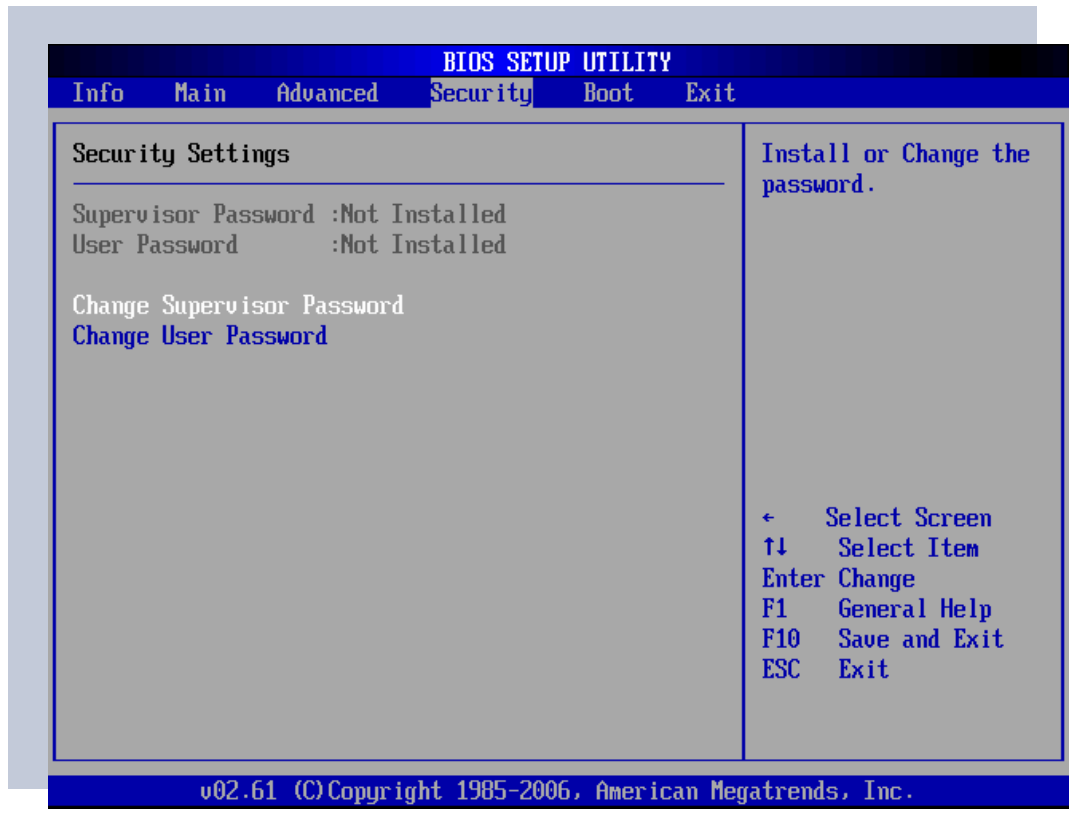 BIOS SETUP UTILITY
Info Main Advanced Security Boot Exit
Security Settings
Supervisor Password :Not Installed
User Password :Not Installed
Change Supervisor Password
Change User Password
Install or Change the
password.
← Select Screen
↑↓ Select Item
Enter Change
F1 General Help
F10 Save and Exit
ESC Exit
v02.61 (C)Copyright 1985-2006, American Megatrends, Inc.